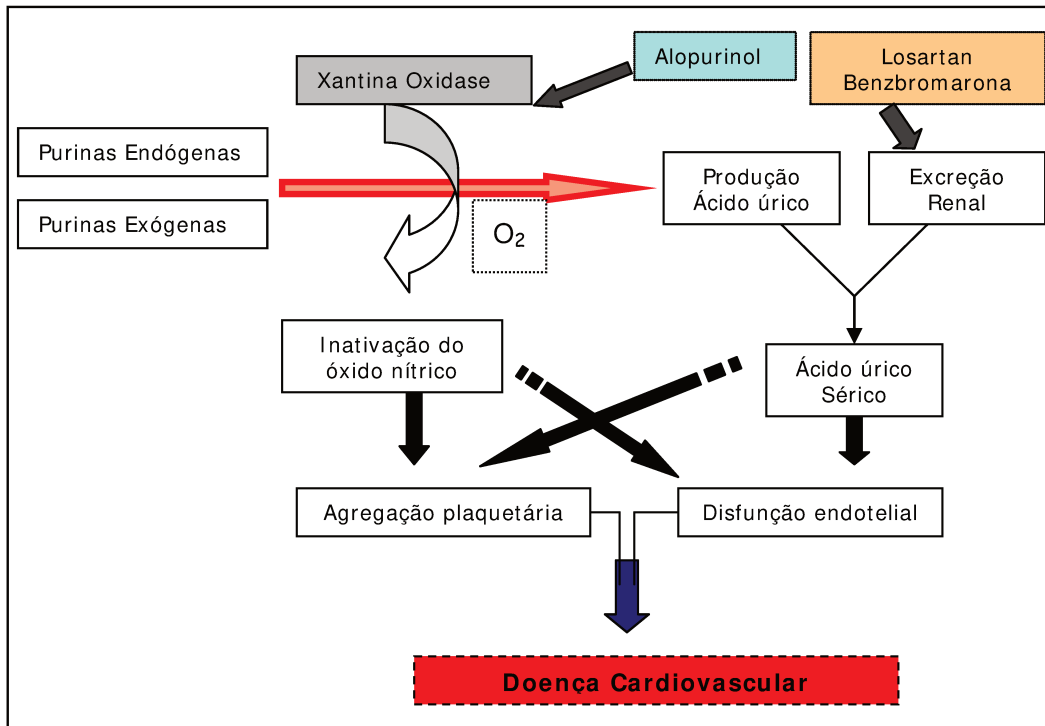 Xantina Oxidase
Alopurinol
Losartan
Benzbromarona
Purinas Endógenas
Purinas Exógenas
Produção
Ácido úrico
Excreção
Renal
O2
Inativação do
óxido nítrico
Ácido úrico
Sérico
Agregação plaquetária
Disfunção endotelial
Doença Cardiovascular